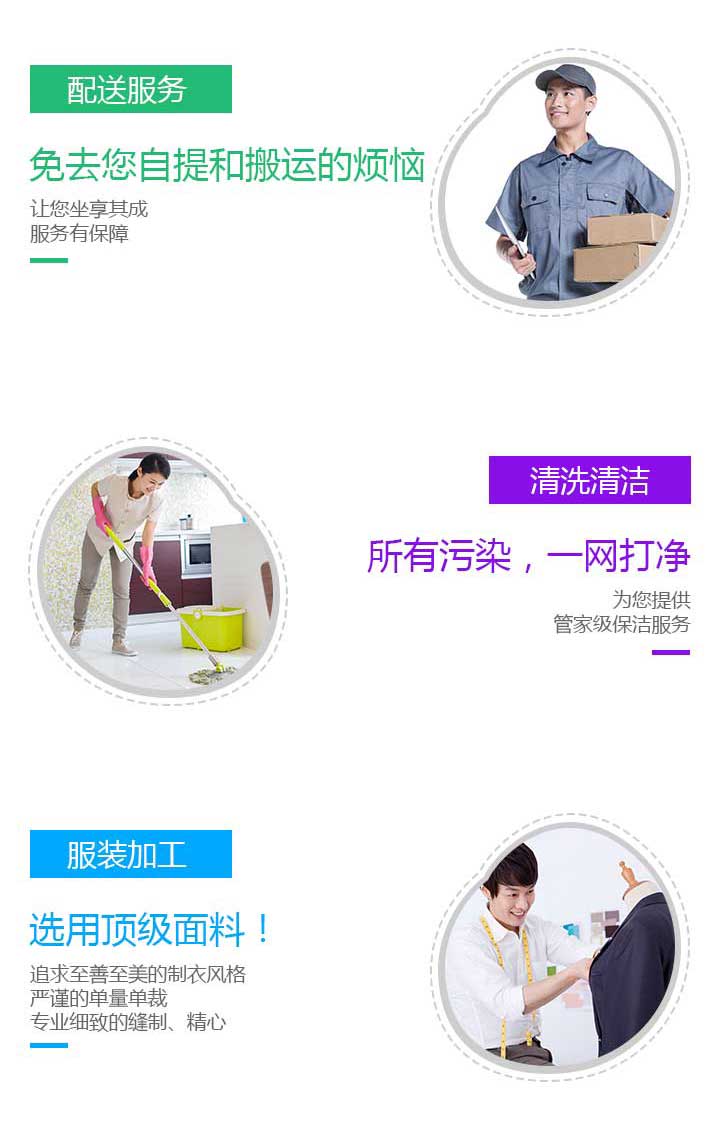 配送服务
免去您自提和搬运的烦恼
让您坐享其成
服务有保障
清洗清洁
所有污染，一网打净
为您提供
管家级保洁服务
服装加工
选用顶级面料！
追求至善至美的制衣风格
严谨的单量单裁
专业细致的缝制、精心